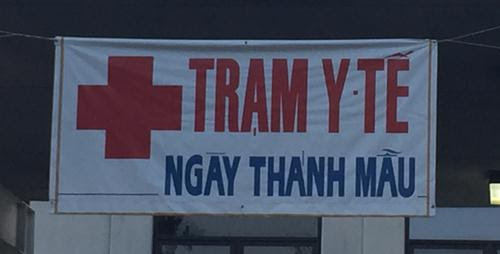 TRẠM Y-TẾ
NGÀY THÁNH MẪU